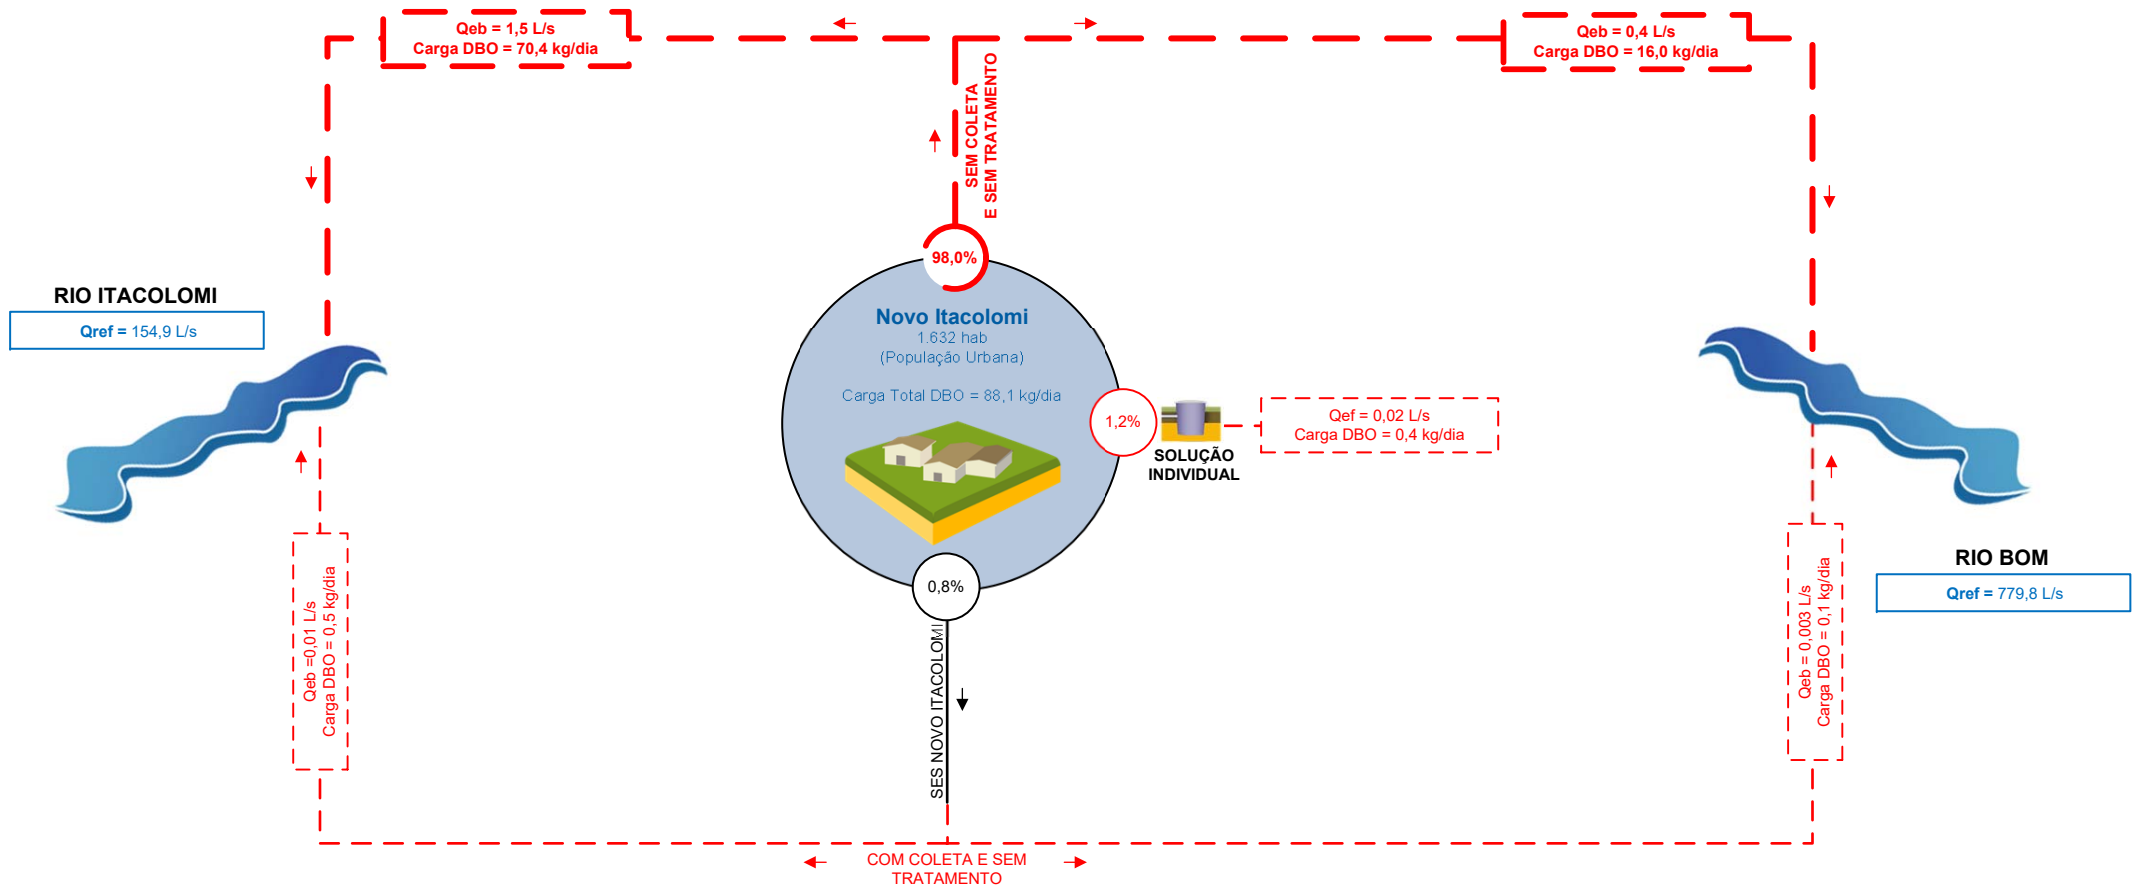 Qeb = 1,5 L/s
Carga DBO = 70,4 kg/dia
Qeb = 0,4 L/s
Carga DBO = 16,0 kg/dia
SEM COLETA
E SEM TRATAMENTO
98,0%
RIO ITACOLOMI
Qref = 154,9 L/s
Novo Itacolomi
1.632 hab
(População Urbana)
Carga Total DBO = 88,1 kg/dia
1,2%
SOLUÇÃO
INDIVIDUAL
Qef = 0,02 L/s
Carga DBO = 0,4 kg/dia
RIO BOM
Qref = 779,8 L/s
0,8%
SES NOVO ITACOLOMI
Qeb =0,01 L/s
Carga DBO = 0,5 kg/dia
Qeb = 0,003 L/s
Carga DBO = 0,1 kg/dia
COM COLETA E SEM
TRATAMENTO